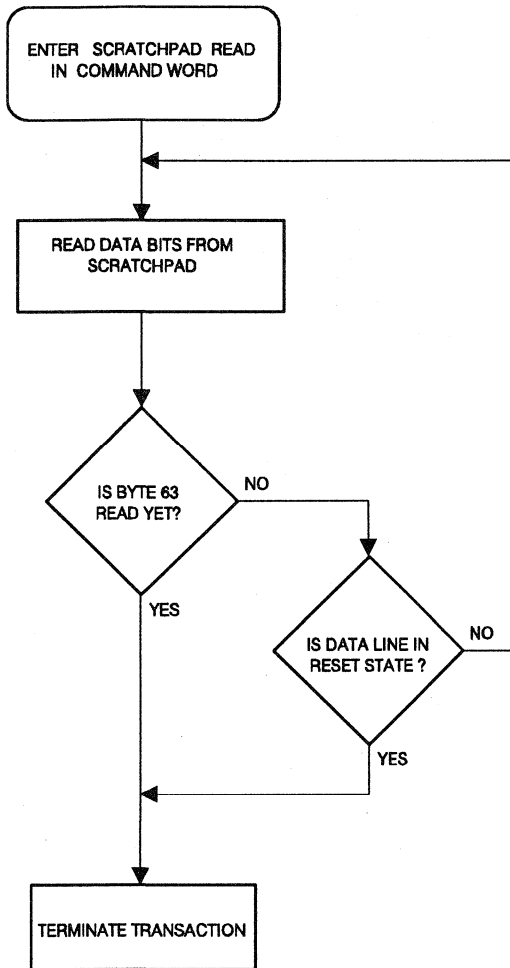 ENTER SCRATCHPAD READ
IN COMMAND WORD
READ DATA BITS FROM
SCRATCHPAD
IS BYTE 63
READ YET?
NO
YES
IS DATA LINE IN
RESET STATE ?
NO
YES
TERMINATE TRANSACTION